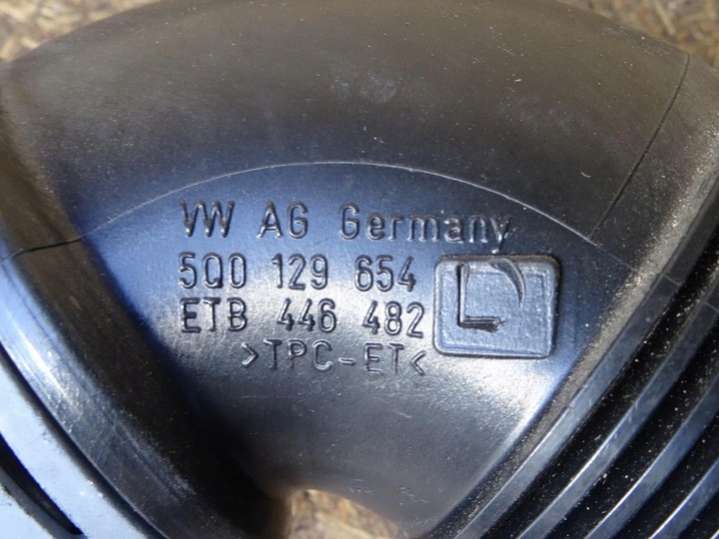 VW AG Germany
5Q0 129 654
ETB 446 482
>TPC-ET<